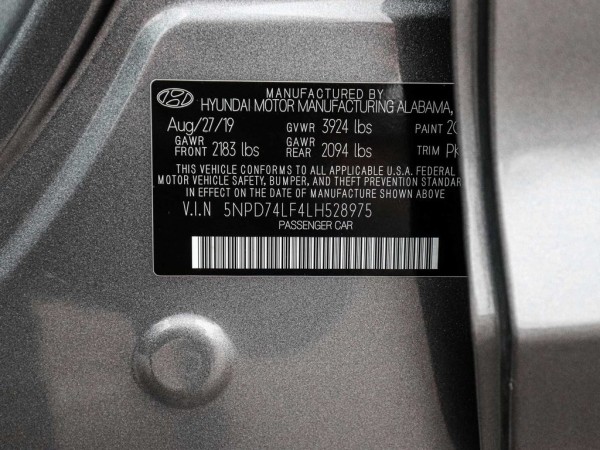 MANUFACTURED BY
HYUNDAI MOTOR MANUFACTURING ALABAMA,
Aug/27/19 GVWR 3924 lbs PAINT
GAWR FRONT 2183 lbs GAWR REAR 2094 lbs TRIM
THIS VEHICLE CONFORMS TO ALL APPLICABLE U.S.A. FEDERAL
MOTOR VEHICLE SAFETY, BUMPER, AND THEFT PREVENTION
IN EFFECT ON THE DATE OF MANUFACTURE SHOWN ABOVE
V.I.N 5NPD74LF4LH528975
PASSENGER CAR